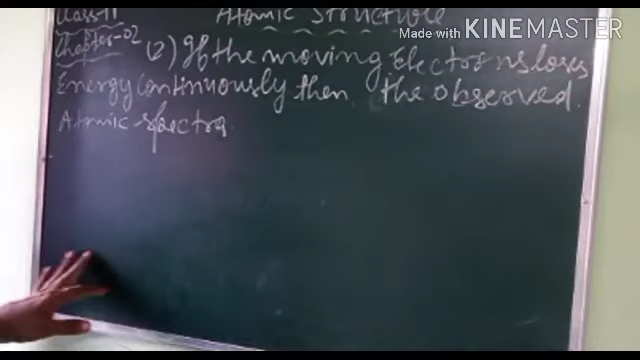 Class-11 Atomic Structure
Made with KINEMASTER
Chapter-02 (2) If the moving Electrons loses
Energy continuously then the observed
Atomic spectra